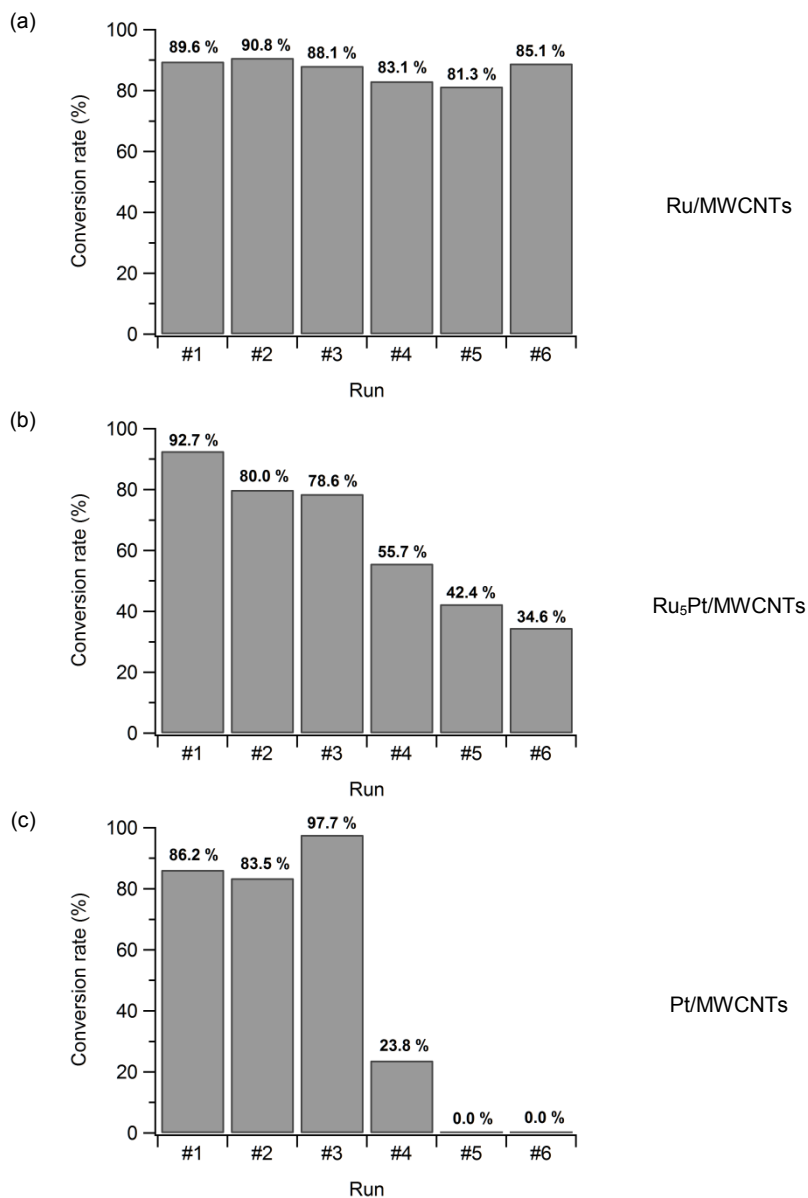 (a)
100
80
60
40
20
0
Conversion rate (%)
89.6 %
90.8 %
88.1 %
83.1 %
81.3 %
85.1 %
#1 #2 #3 #4 #5 #6
Run
Ru/MWCNTs
(b)
100
80
60
40
20
0
Conversion rate (%)
92.7 %
80.0 %
78.6 %
55.7 %
42.4 %
34.6 %
#1 #2 #3 #4 #5 #6
Run
Ru₅Pt/MWCNTs
(c)
100
80
60
40
20
0
Conversion rate (%)
86.2 %
83.5 %
97.7 %
23.8 %
0.0 %
0.0 %
#1 #2 #3 #4 #5 #6
Run
Pt/MWCNTs